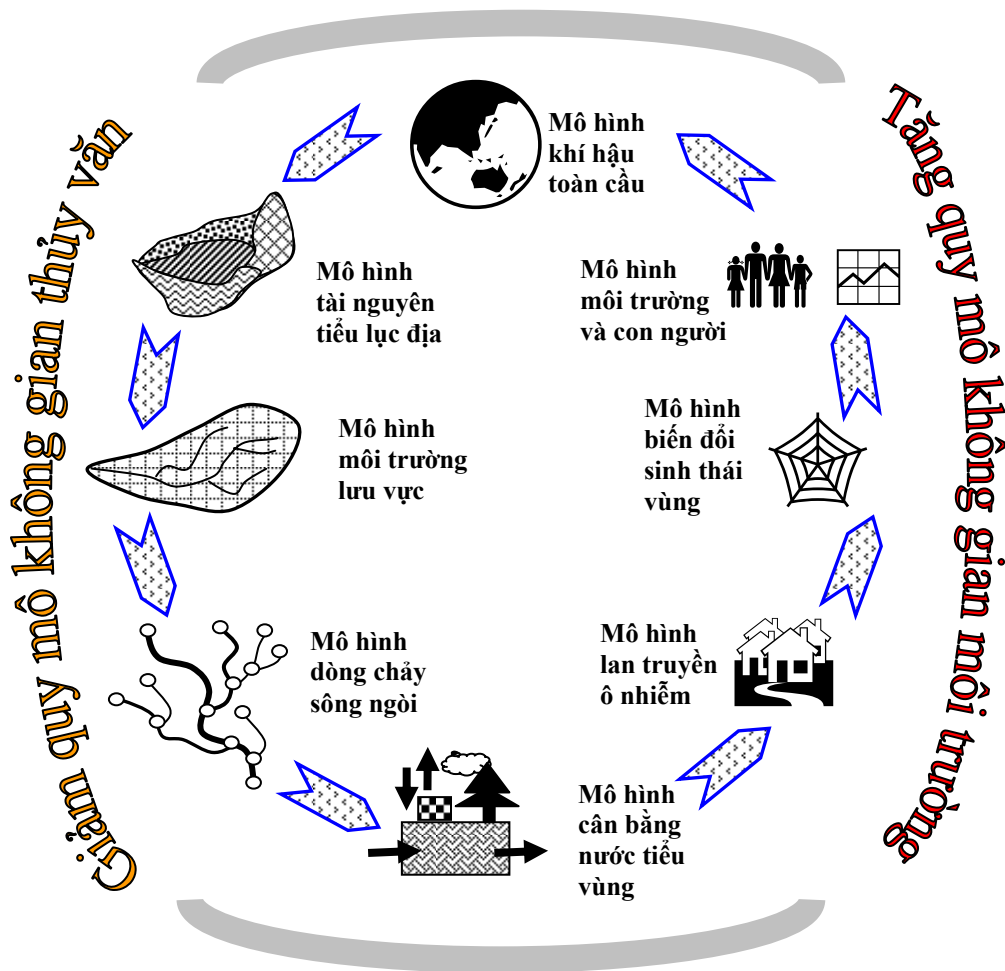 Giảm quy mô không gian thủy văn
Tăng quy mô không gian môi trường
Mô hình
khí hậu
toàn cầu
Mô hình
tài nguyên
tiểu lục địa
Mô hình
môi trường
và con người
Mô hình
môi trường
lưu vực
Mô hình
biến đổi
sinh thái
vùng
Mô hình
dòng chảy
sông ngòi
Mô hình
lan truyền
ô nhiễm
Mô hình
cân bằng
nước tiểu
vùng